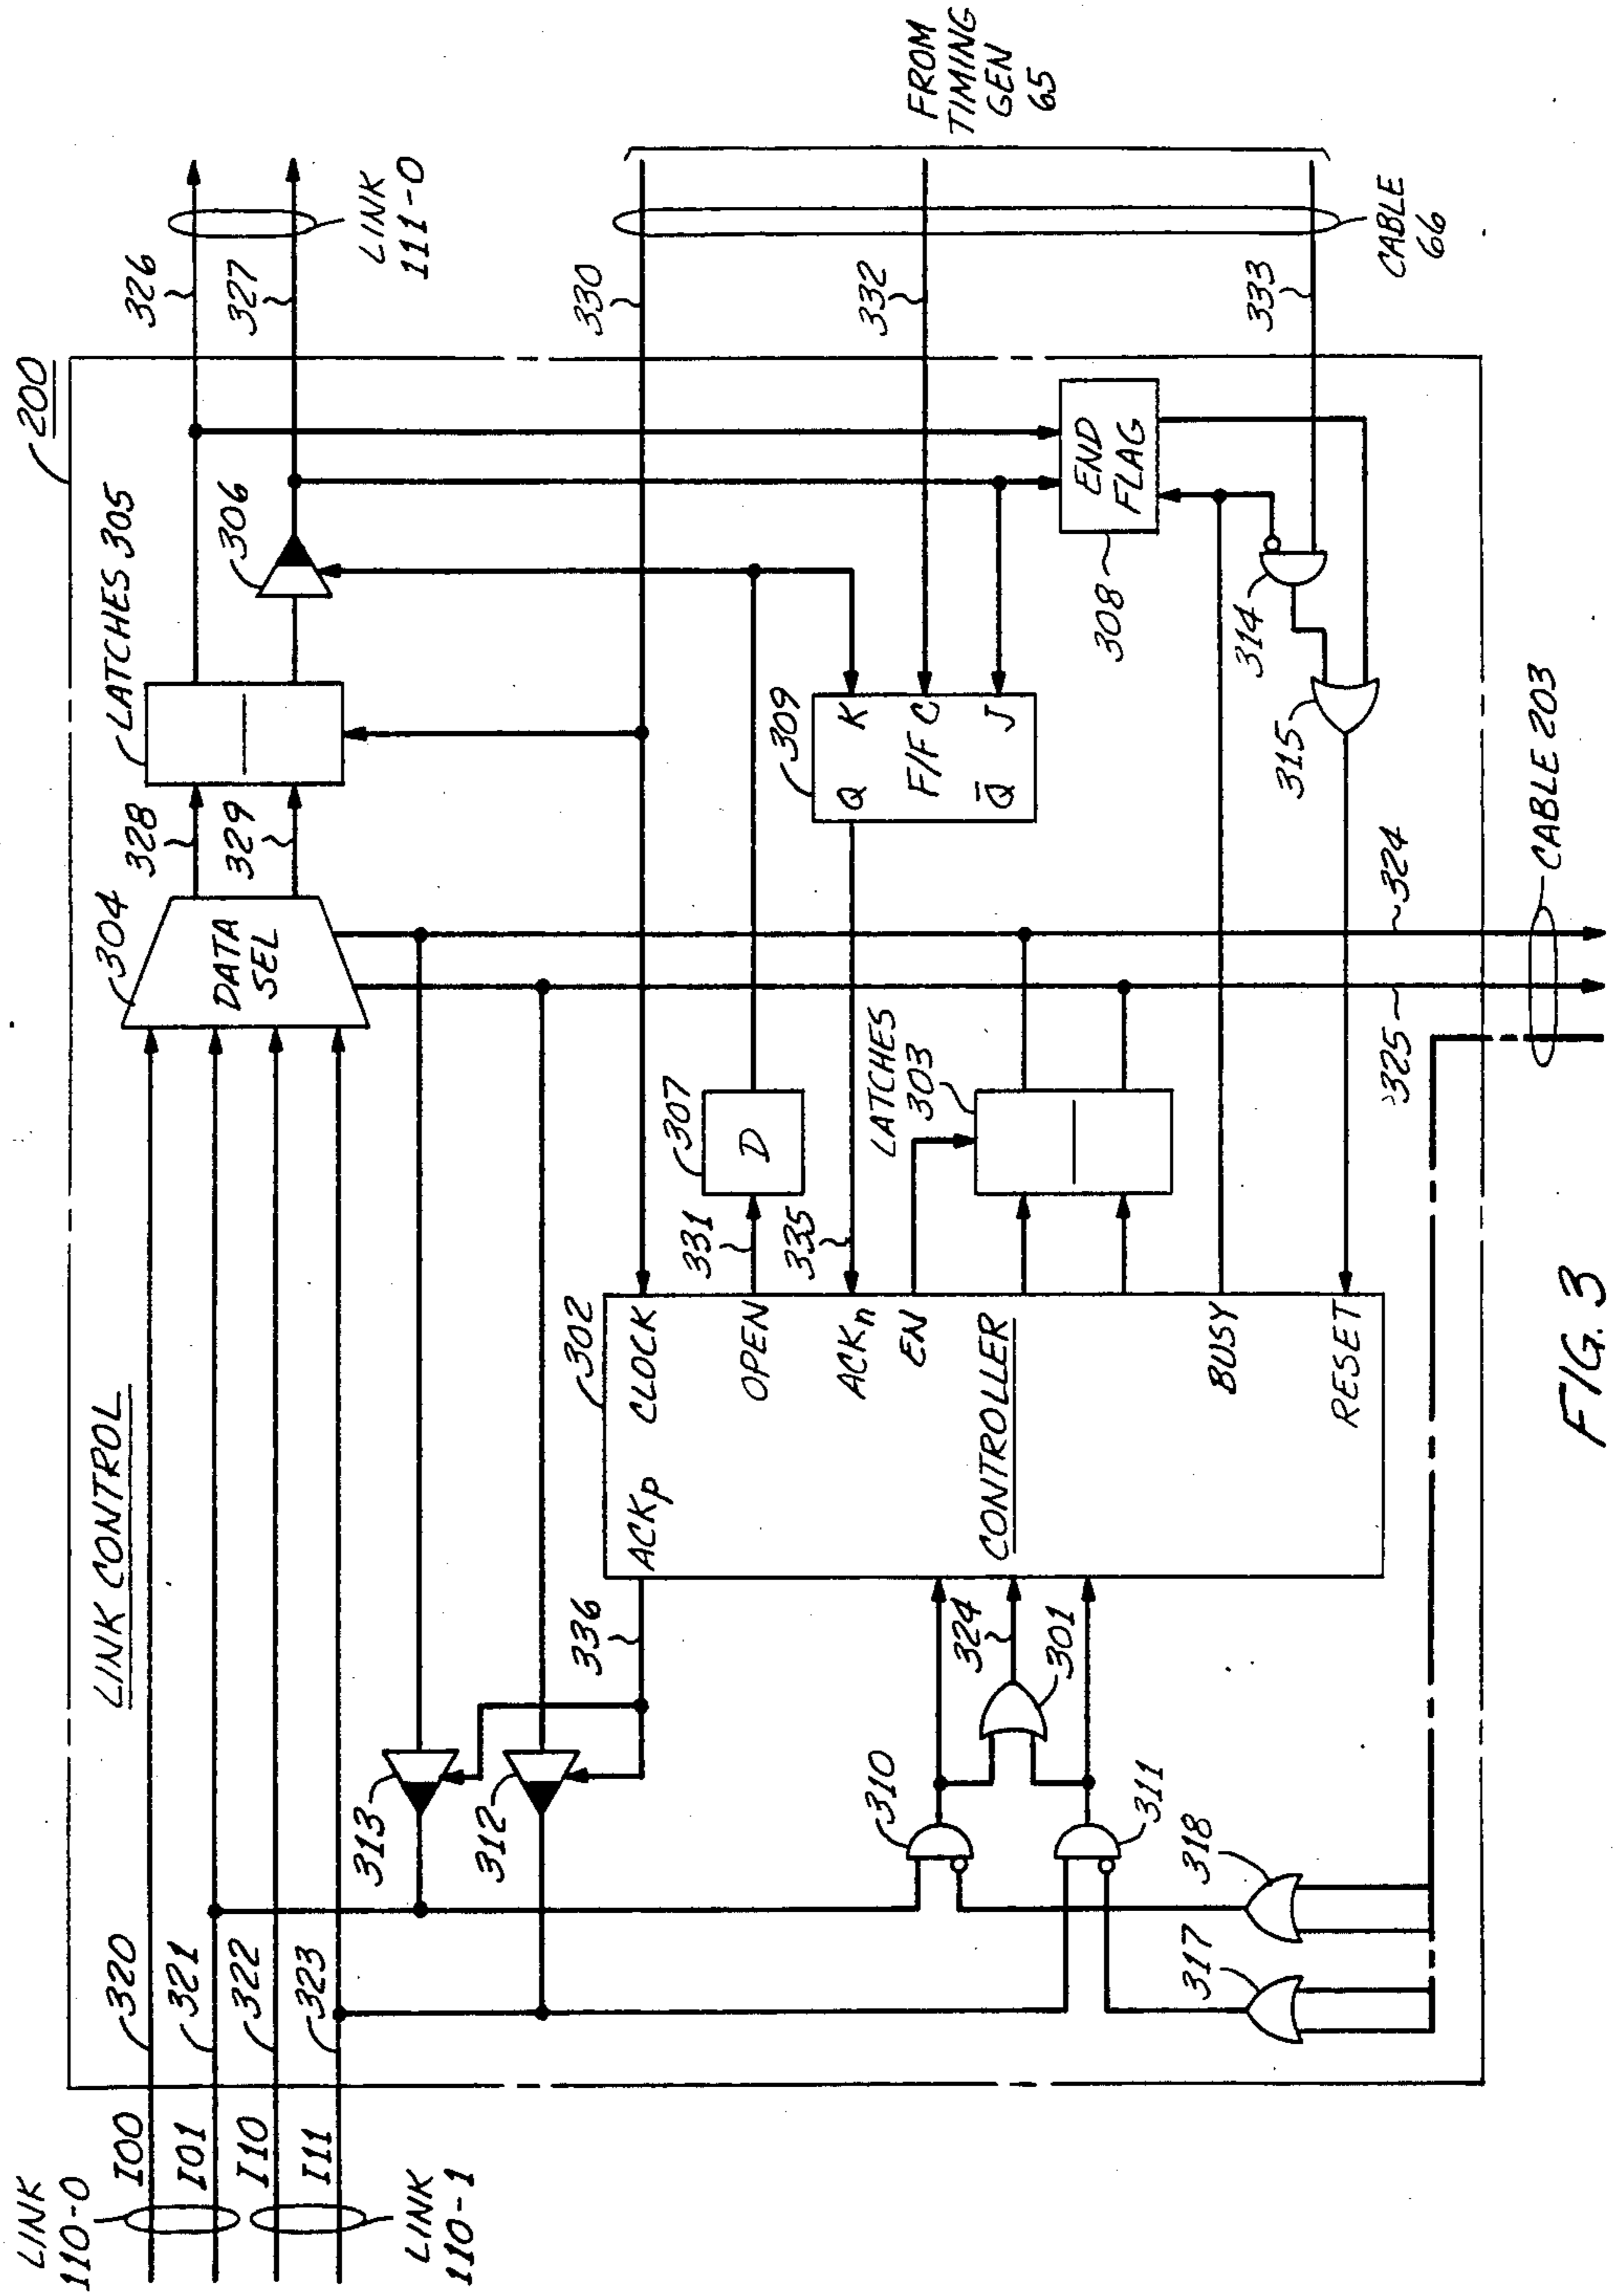 LINK CONTROL
200
LINK
110-0
I00
I01
I10
I11
LINK
110-1
320
321
322
323
304
DATA
SEL
328
329
LATCHES 305
306
326
327
LINK
111-0
313
312
336
302
ACKp
CLOCK
OPEN
ACKn
EN
CONTROLLER
BUSY
RESET
331
307
D
335
LATCHES
303
309
Q
K
F/F C
Q̄
J
330
332
333
FROM
TIMING
GEN
65
CABLE
66
END
FLAG
308
314
315
310
324
301
311
318
317
325
324
CABLE 203
FIG. 3